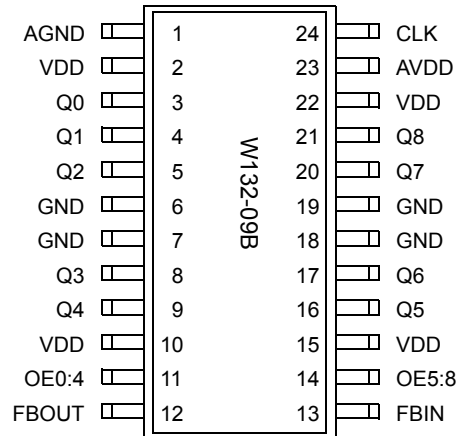 AGND 1 24 CLK
VDD 2 23 AVDD
Q0 3 22 VDD
Q1 4 21 Q8
Q2 5 20 Q7
GND 6 19 GND
GND 7 18 GND
Q3 8 17 Q6
Q4 9 16 Q5
VDD 10 15 VDD
OE0:4 11 14 OE5:8
FBOUT 12 13 FBIN
W132-09B